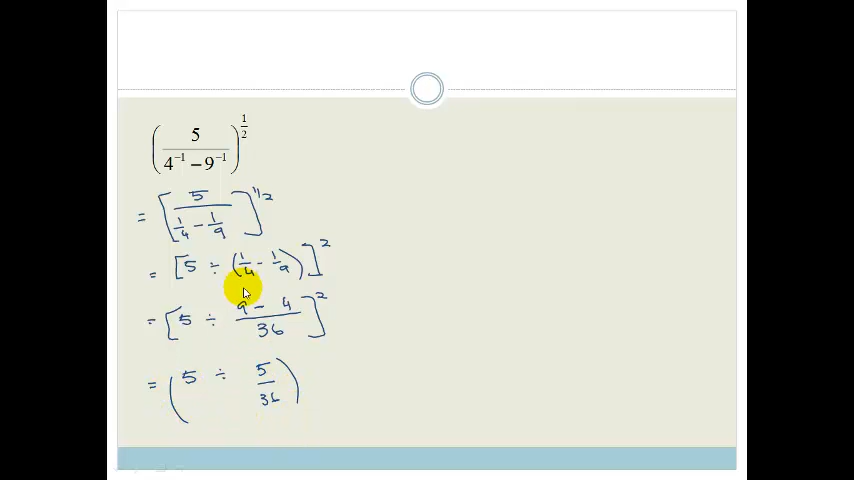 (5/(4⁻¹ − 9⁻¹))^(1/2)
= [5/(1/4 − 1/9)]^(1/2)
= [5 ÷ (1/4 − 1/9)]²
= [5 ÷ (9 − 4)/36]²
= (5 ÷ 5/36)